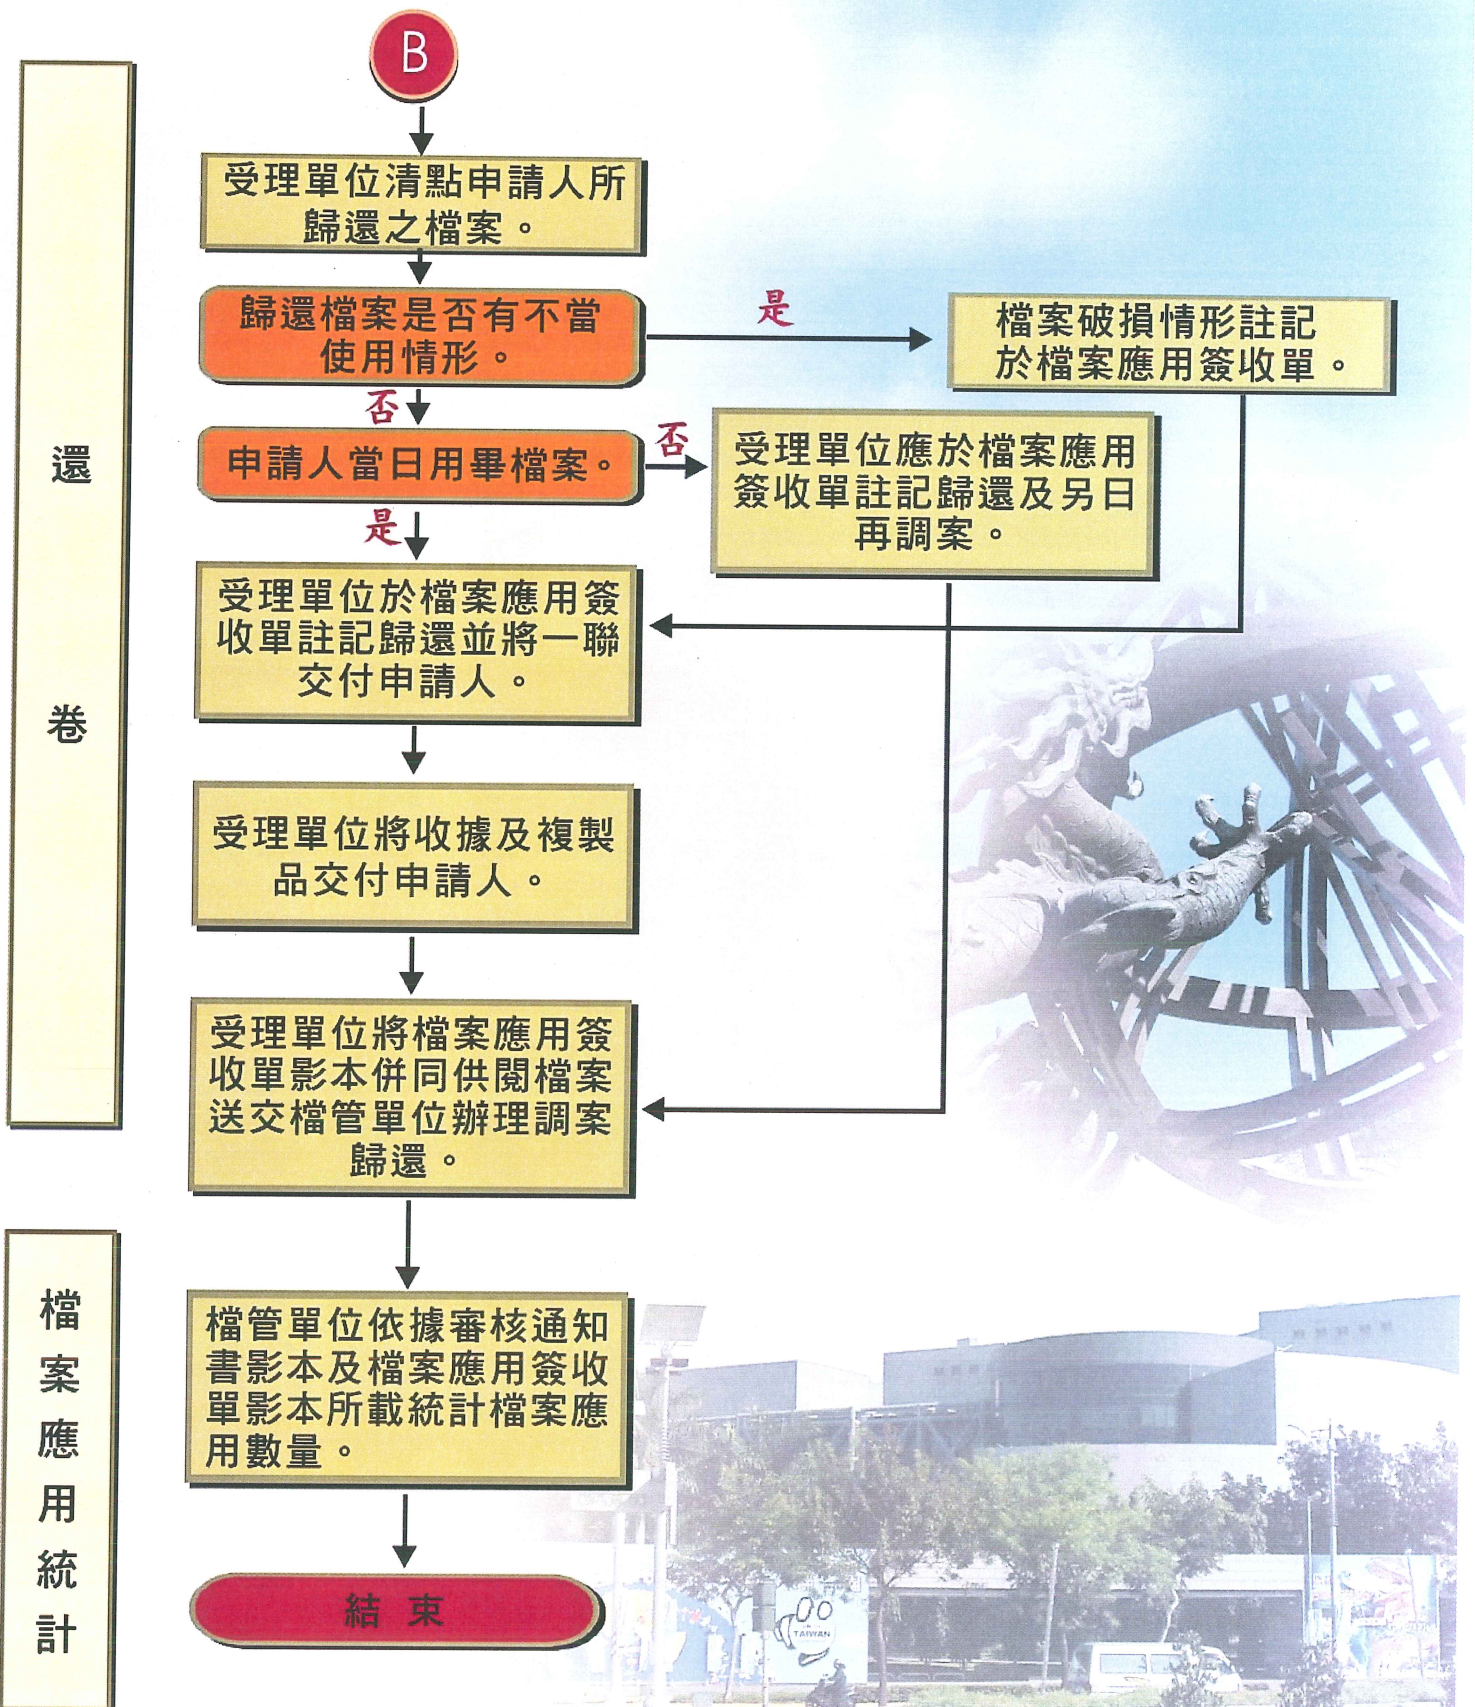 B
受理單位清點申請人所
歸還之檔案。
歸還檔案是否有不當
使用情形。
是
檔案破損情形註記
於檔案應用簽收單。
否
申請人當日用畢檔案。
否
受理單位應於檔案應用
簽收單註記歸還及另日
再調案。
是
受理單位於檔案應用簽
收單註記歸還並將一聯
交付申請人。
受理單位將收據及複製
品交付申請人。
受理單位將檔案應用簽
收單影本併同供閱檔案
送交檔管單位辦理調案
歸還。
還卷
檔管單位依據審核通知
書影本及檔案應用簽收
單影本所載統計檔案應
用數量。
結束
檔案應用統計
TAIWAN